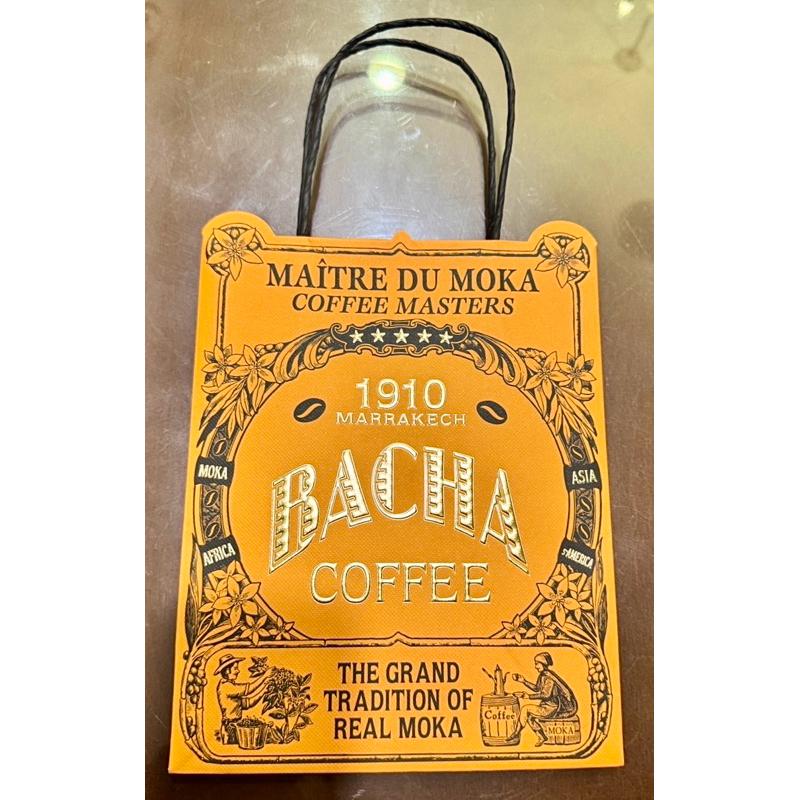 MAÎTRE DU MOKA
COFFEE MASTERS
1910
MARRAKECH
BACHA
COFFEE
MOKA
ASIA
AFRICA
S.AMERICA
THE GRAND
TRADITION OF
REAL MOKA
Coffee
MOKA